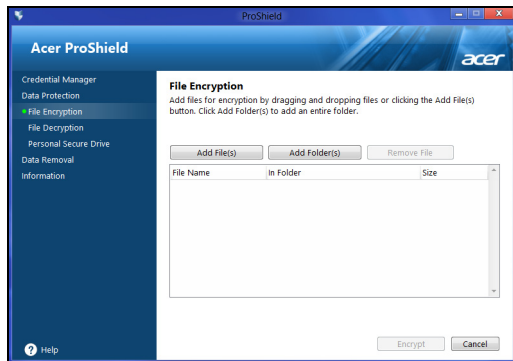 ProShield
Acer ProShield
acer
Credential Manager
Data Protection
File Encryption
File Decryption
Personal Secure Drive
Data Removal
Information
Help
File Encryption
Add files for encryption by dragging and dropping files or clicking the Add File(s)
button. Click Add Folder(s) to add an entire folder.
Add File(s)
Add Folder(s)
Remove File
File Name In Folder Size
Encrypt
Cancel